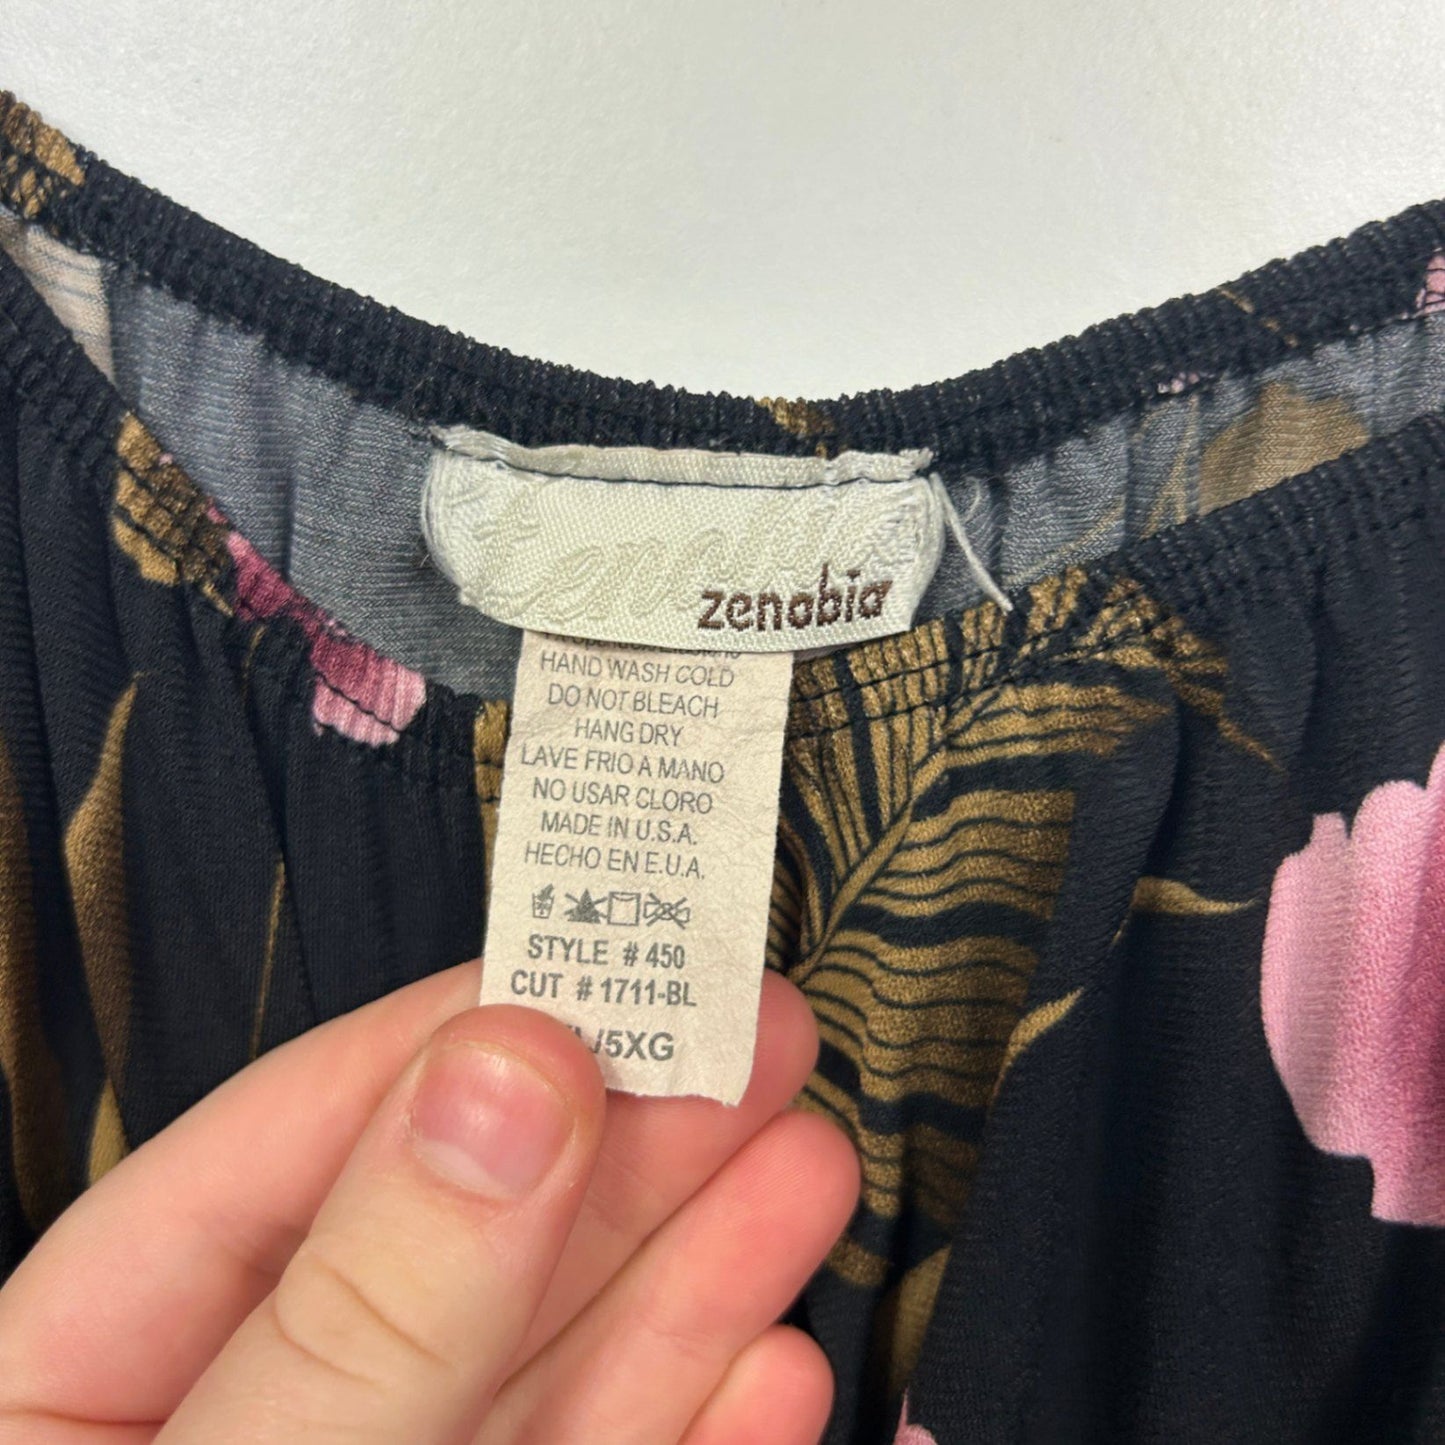 zenobia
HAND WASH COLD
DO NOT BLEACH
HANG DRY
LAVE FRIO A MANO
NO USAR CLORO
MADE IN U.S.A.
HECHO EN E.U.A.
STYLE # 450
CUT # 1711-BL
/5XG